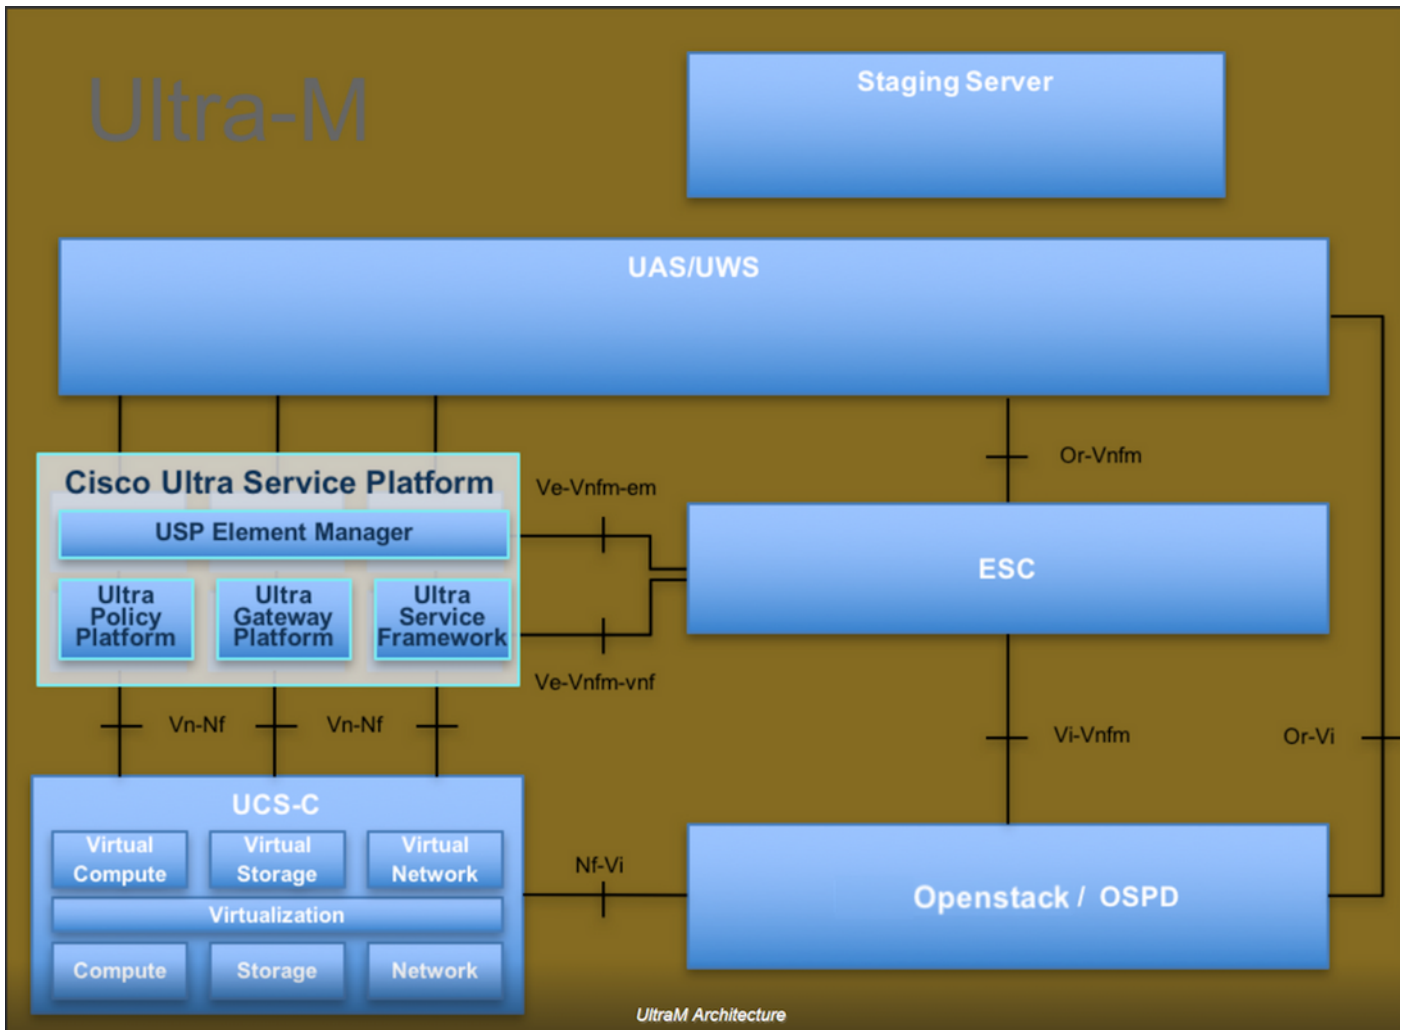 Ultra-M
Staging Server
UAS/UWS
Or-Vnfm
Cisco Ultra Service Platform
Ve-Vnfm-em
USP Element Manager
ESC
Ultra
Policy
Platform
Ultra
Gateway
Platform
Ultra
Service
Framework
Ve-Vnfm-vnf
Vn-Nf
Vn-Nf
Vi-Vnfm
Or-Vi
UCS-C
Virtual
Compute
Virtual
Storage
Virtual
Network
Nf-Vi
Openstack / OSPD
Virtualization
Compute
Storage
Network
UltraM Architecture